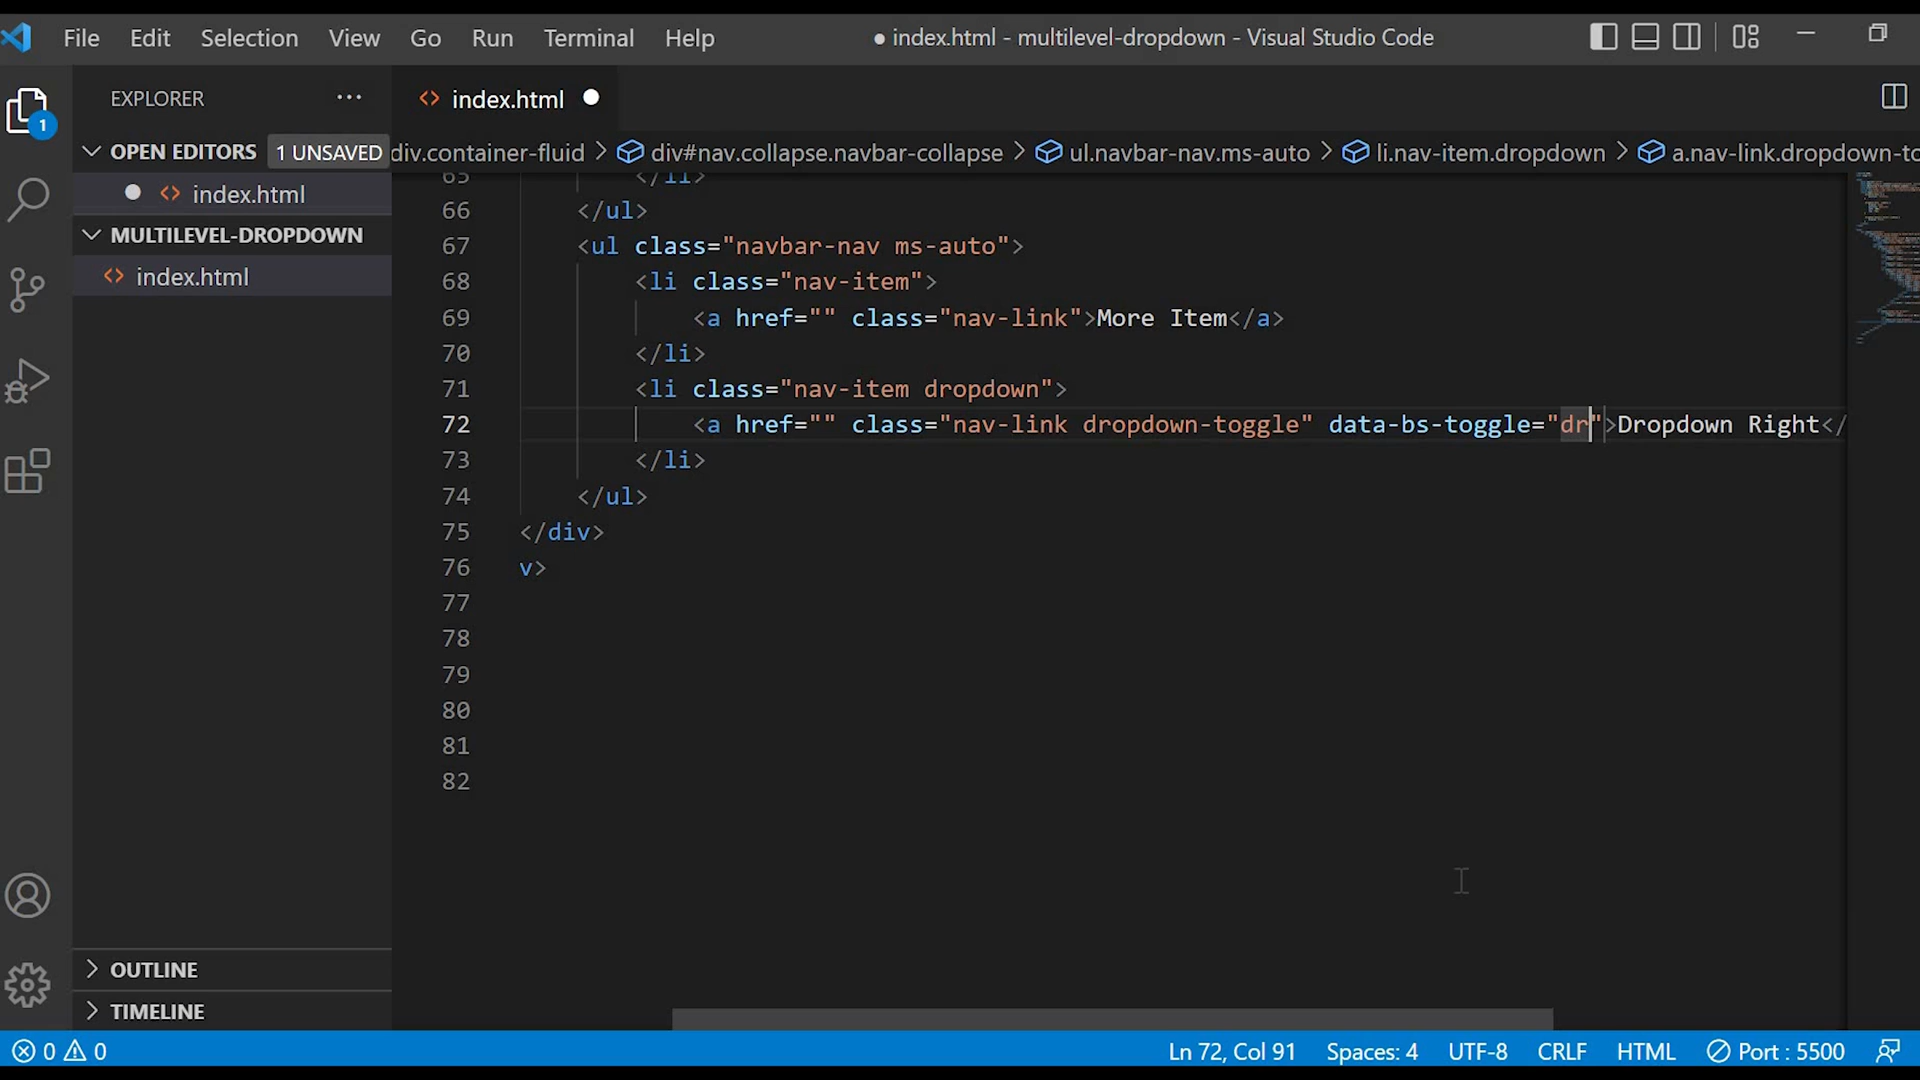 File Edit Selection View Go Run Terminal Help ● index.html - multilevel-dropdown - Visual Studio Code
EXPLORER ··· <> index.html ●
OPEN EDITORS 1 UNSAVED div.container-fluid > div#nav.collapse.navbar-collapse > ul.navbar-nav.ms-auto > li.nav-item.dropdown > a.nav-link.dropdown-to
● <> index.html
MULTILEVEL-DROPDOWN
<> index.html
1
65 </li>
66 </ul>
67 <ul class="navbar-nav ms-auto">
68 <li class="nav-item">
69 <a href="" class="nav-link">More Item</a>
70 </li>
71 <li class="nav-item dropdown">
72 <a href="" class="nav-link dropdown-toggle" data-bs-toggle="dr">Dropdown Right</
73 </li>
74 </ul>
75 </div>
76 v>
77
78
79
80
81
82
OUTLINE
TIMELINE
0 0 Ln 72, Col 91 Spaces: 4 UTF-8 CRLF HTML Port : 5500